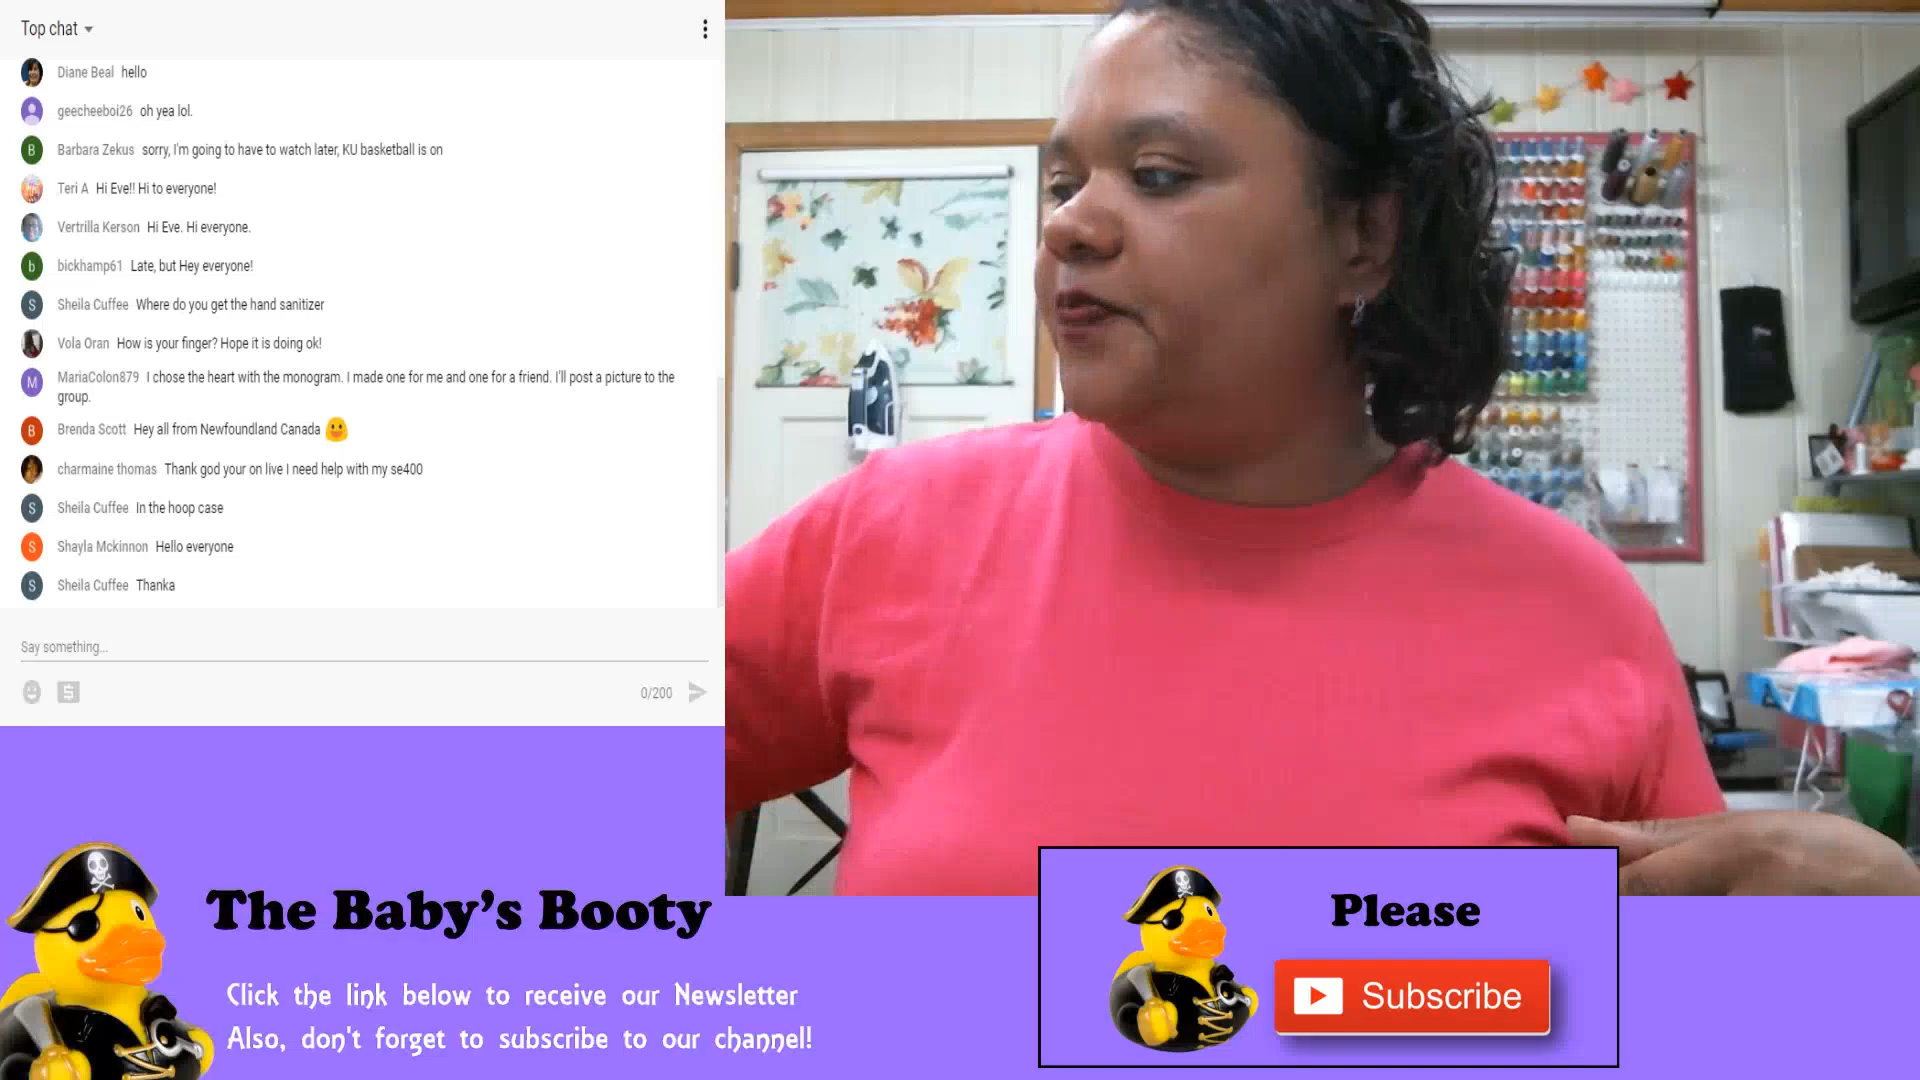 Top chat
Diane Beal hello
geecheeboi26 oh yea lol.
B Barbara Zekus sorry, I'm going to have to watch later, KU basketball is on
Teri A Hi Eve!! Hi to everyone!
Vertrilla Kerson Hi Eve. Hi everyone.
b bickhamp61 Late, but Hey everyone!
S Sheila Cuffee Where do you get the hand sanitizer
Vola Oran How is your finger? Hope it is doing ok!
M MariaColon879 I chose the heart with the monogram. I made one for me and one for a friend. I'll post a picture to the
group.
B Brenda Scott Hey all from Newfoundland Canada
charmaine thomas Thank god your on live I need help with my se400
S Sheila Cuffee In the hoop case
S Shayla Mckinnon Hello everyone
S Sheila Cuffee Thanka
Say something...
0/200
The Baby's Booty
Click the link below to receive our Newsletter
Also, don't forget to subscribe to our channel!
Please
Subscribe